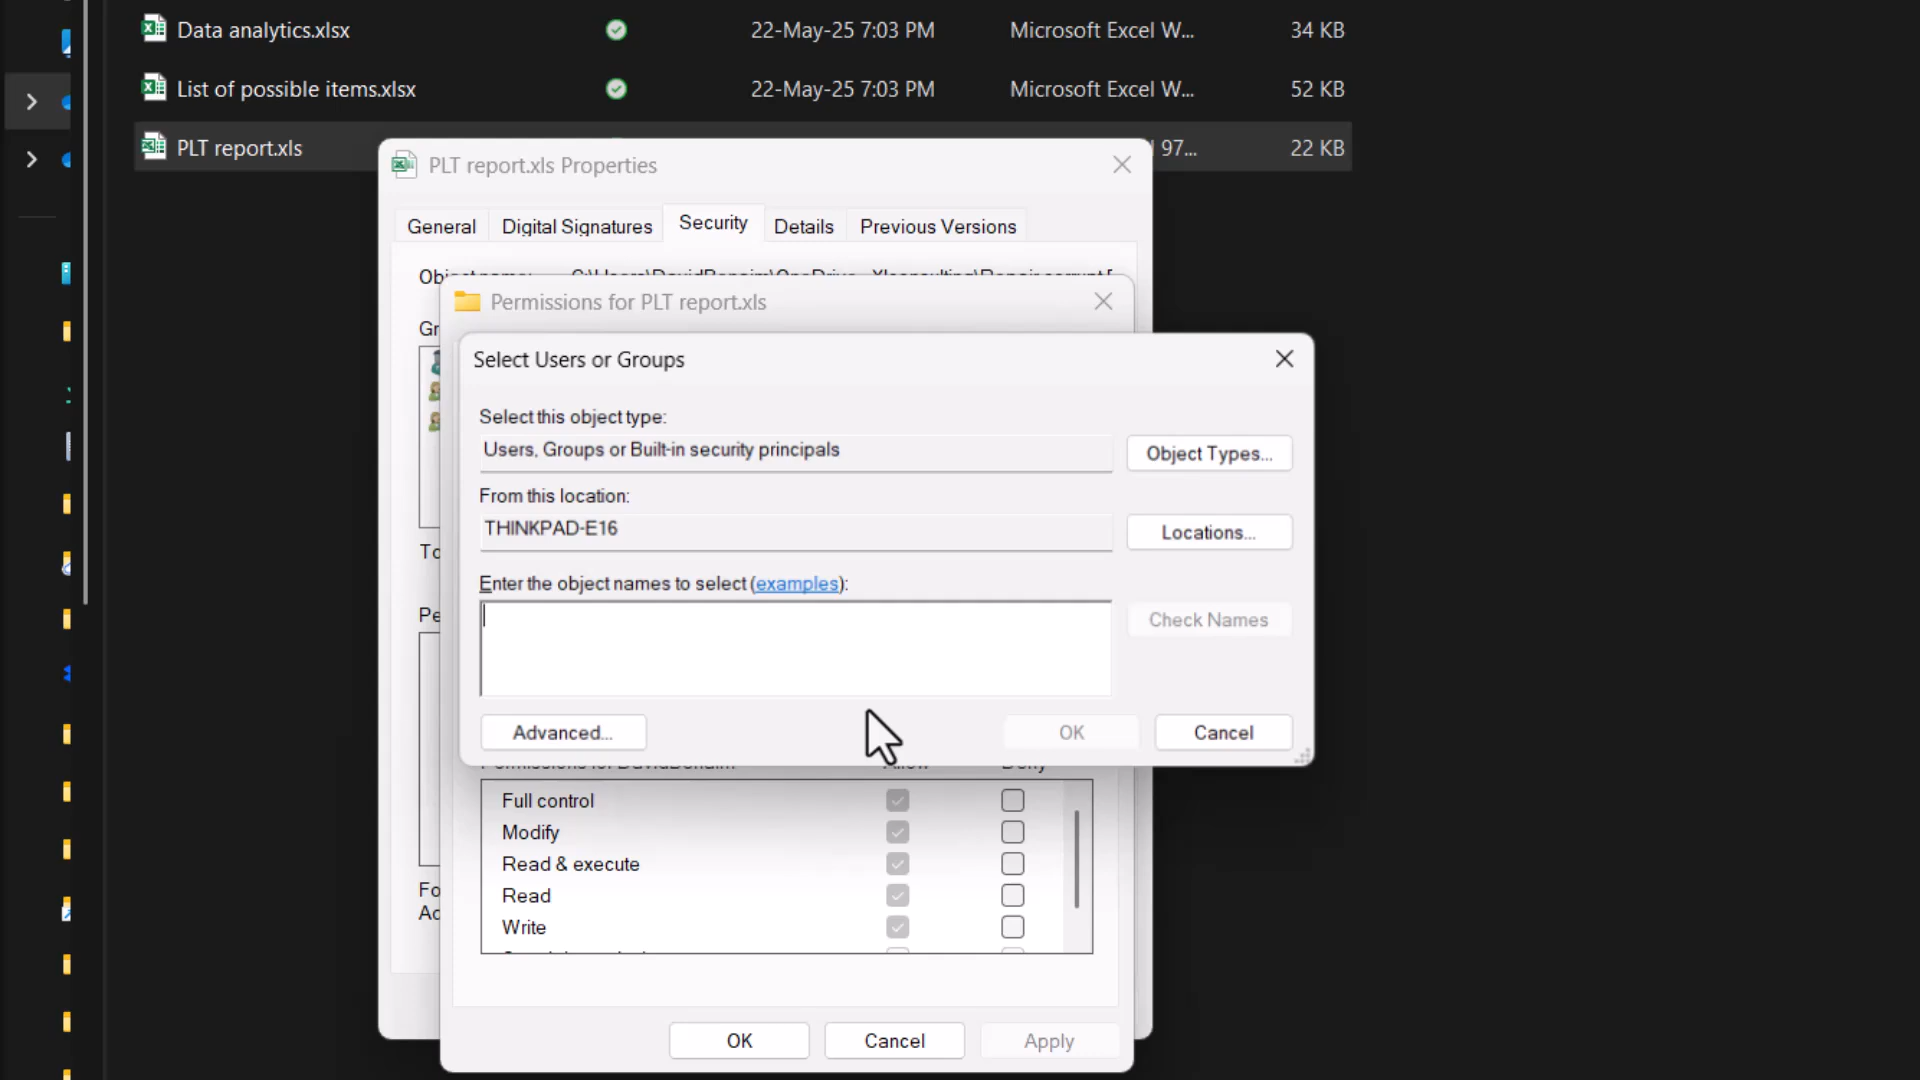 Data analytics.xlsx 22-May-25 7:03 PM Microsoft Excel W... 34 KB
List of possible items.xlsx 22-May-25 7:03 PM Microsoft Excel W... 52 KB
PLT report.xls 97... 22 KB
PLT report.xls Properties
General Digital Signatures Security Details Previous Versions
Permissions for PLT report.xls
Gr
Select Users or Groups
Select this object type:
Users, Groups or Built-in security principals Object Types...
From this location:
THINKPAD-E16 Locations...
To
Enter the object names to select (examples):
Pe
Check Names
Advanced... OK Cancel
Full control
Modify
Read & execute
Read
Write
Fo
Ac
OK Cancel Apply